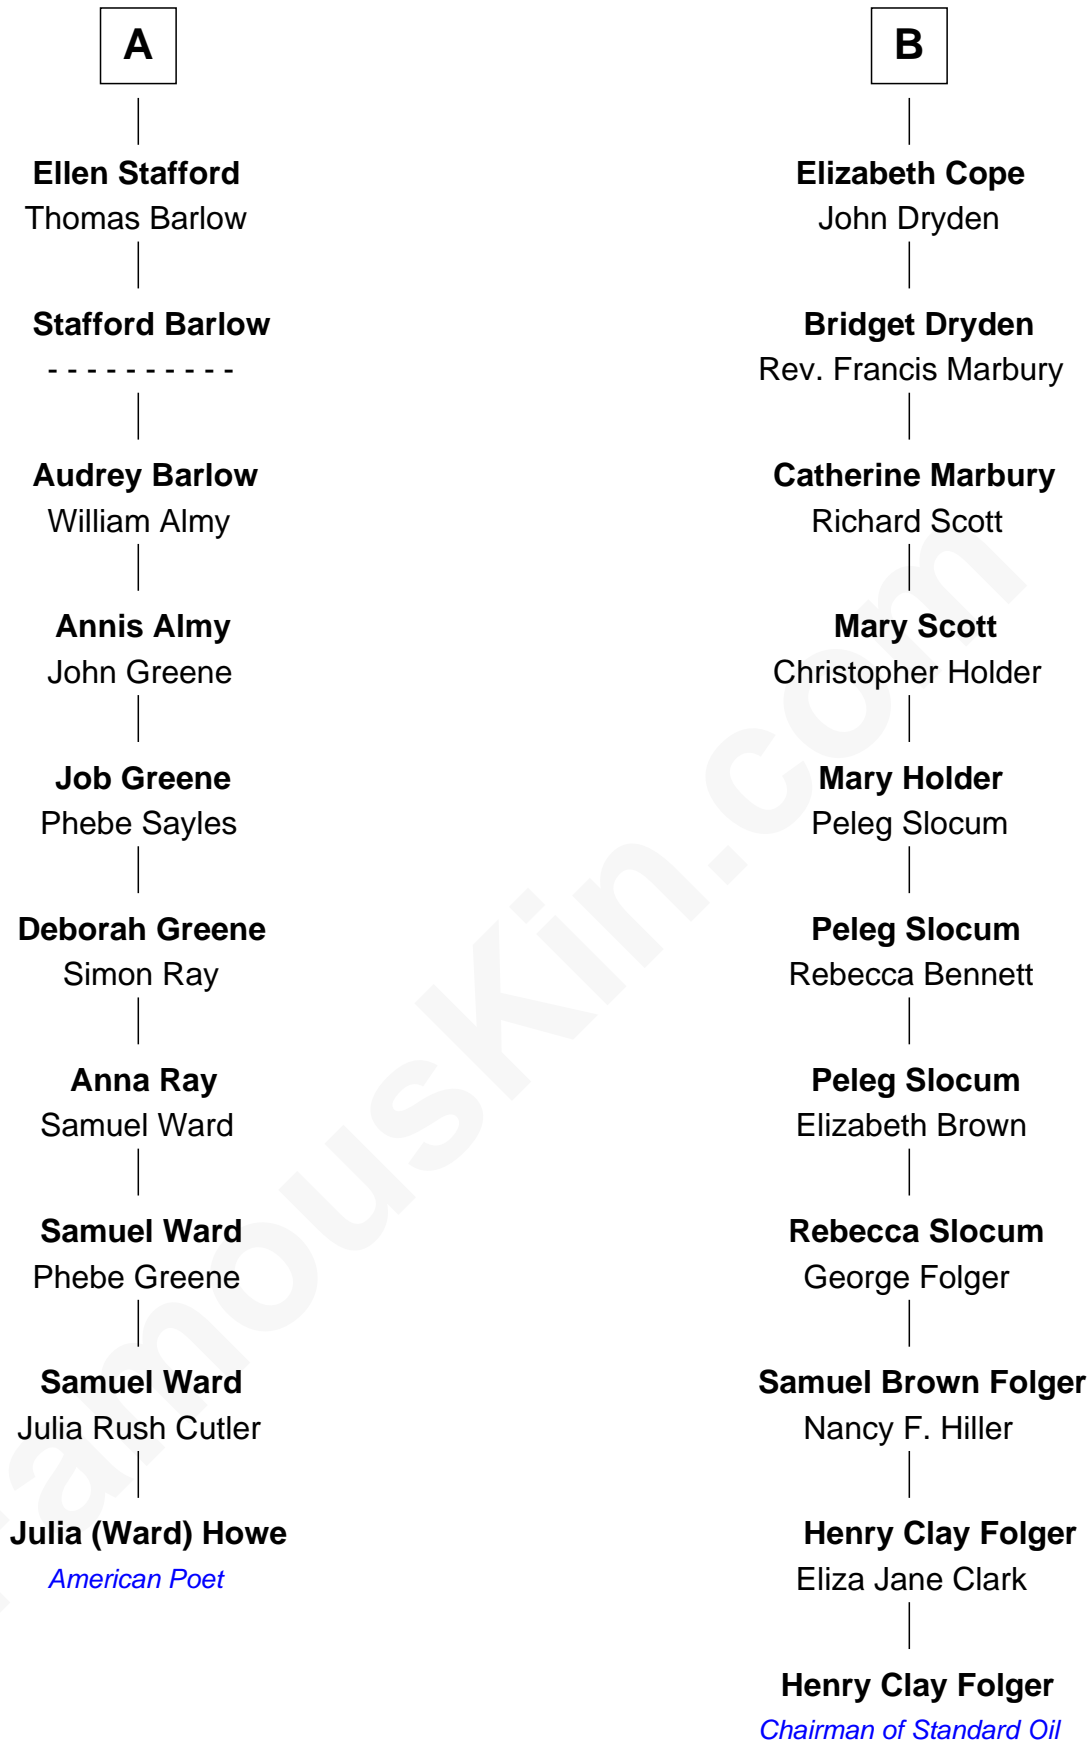 A
Ellen Stafford
Thomas Barlow
Stafford Barlow
- - - - - - - - - -
Audrey Barlow
William Almy
Annis Almy
John Greene
Job Greene
Phebe Sayles
Deborah Greene
Simon Ray
Anna Ray
Samuel Ward
Samuel Ward
Phebe Greene
Samuel Ward
Julia Rush Cutler
Julia (Ward) Howe
American Poet
B
Elizabeth Cope
John Dryden
Bridget Dryden
Rev. Francis Marbury
Catherine Marbury
Richard Scott
Mary Scott
Christopher Holder
Mary Holder
Peleg Slocum
Peleg Slocum
Rebecca Bennett
Peleg Slocum
Elizabeth Brown
Rebecca Slocum
George Folger
Samuel Brown Folger
Nancy F. Hiller
Henry Clay Folger
Eliza Jane Clark
Henry Clay Folger
Chairman of Standard Oil
FamousKin.com